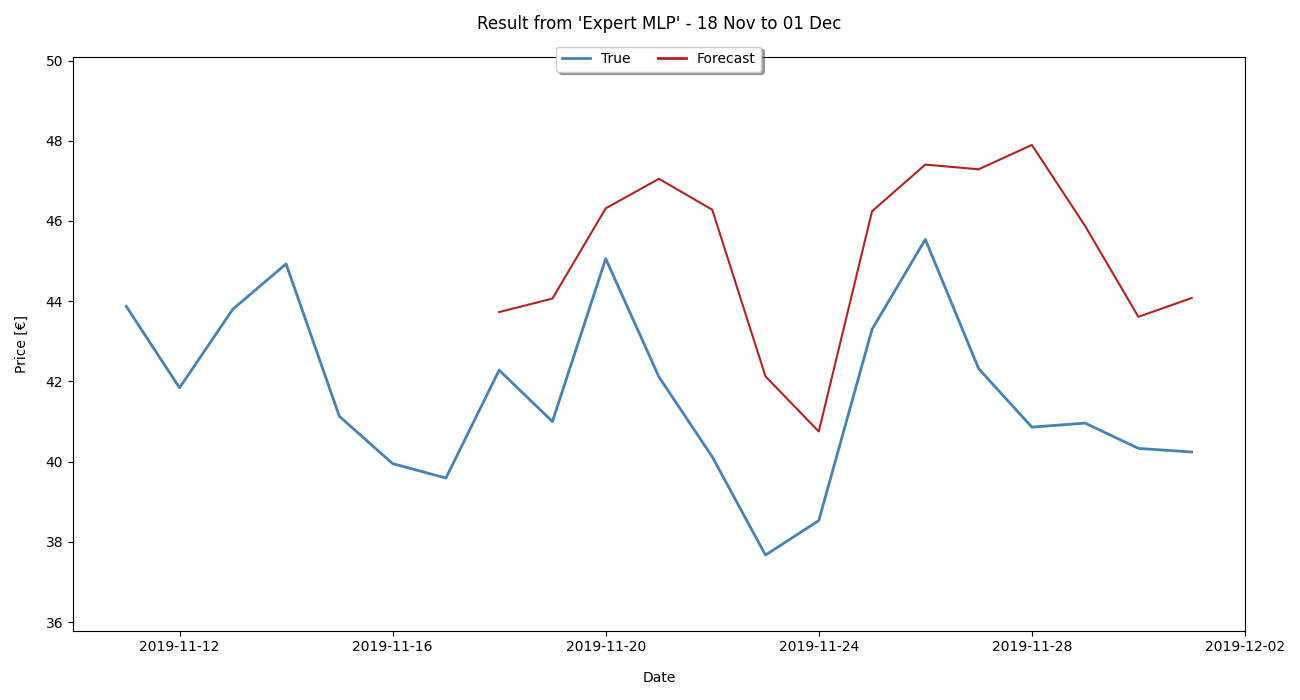 Result from 'Expert MLP' - 18 Nov to 01 Dec
True Forecast
50
48
46
44
42
40
38
36
Price [€]
2019-11-12 2019-11-16 2019-11-20 2019-11-24 2019-11-28 2019-12-02
Date